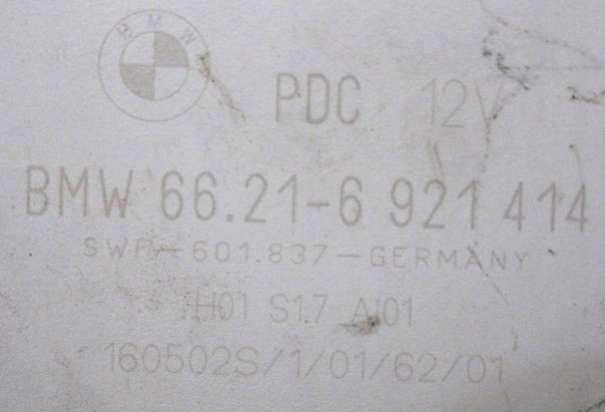 BMW
PDC 12V
BMW 66.21-6 921 414
SWP-601.837-GERMANY
H01 S1.7 AI01
160502S/1/01/62/01